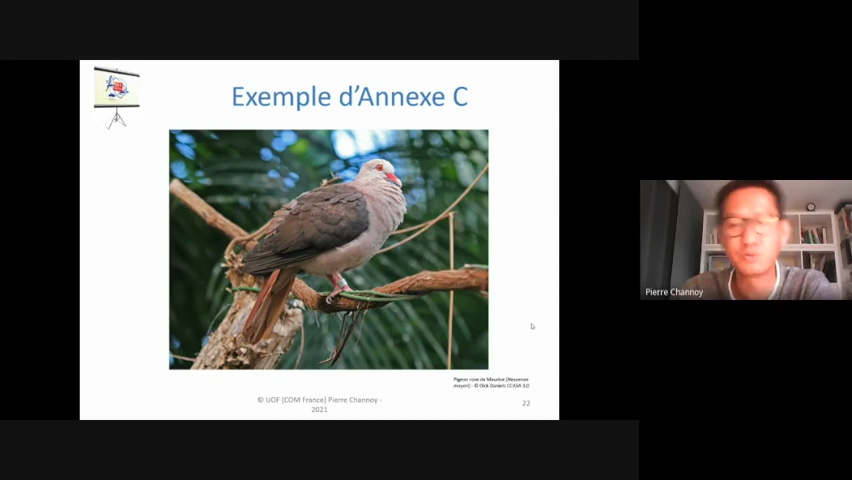 Exemple d'Annexe C
Pigeon rose de Maurice (Nesoenas
mayeri) - © Dick Daniels CCASA 3.0
© UOF (COM France) Pierre Channoy -
2021
22
Pierre Channoy